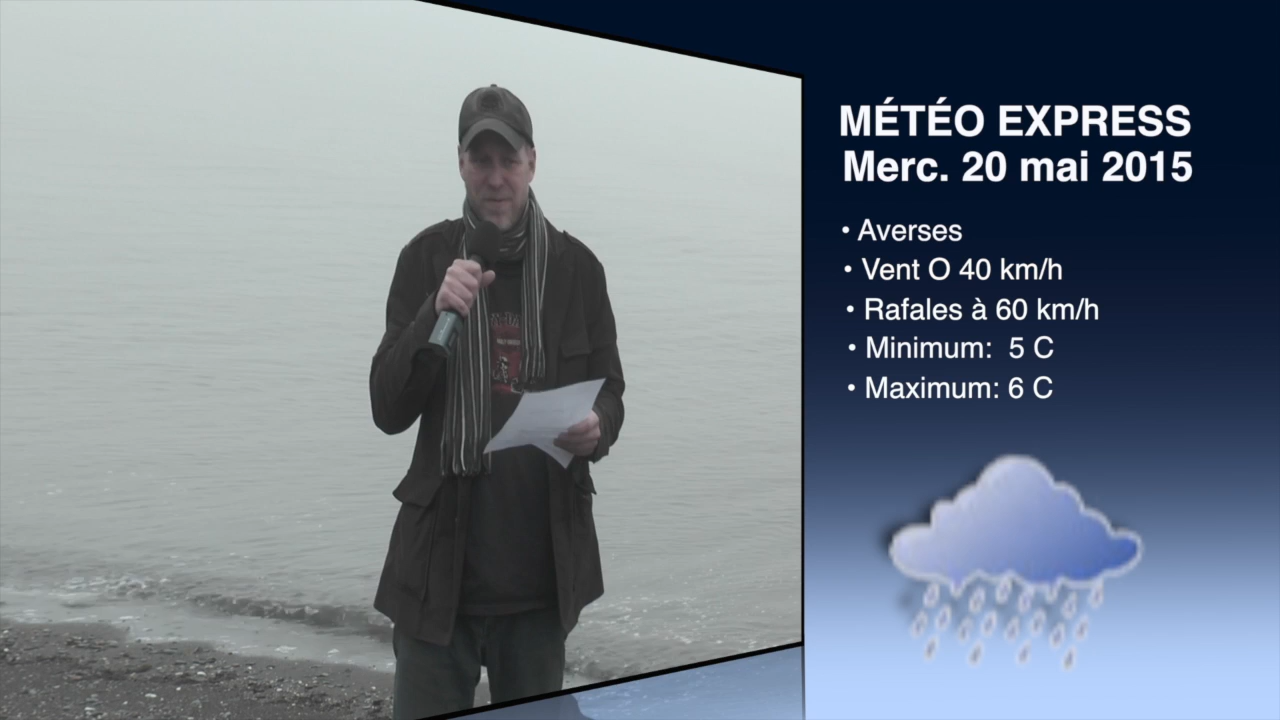 MÉTÉO EXPRESS
Merc. 20 mai 2015
• Averses
• Vent O 40 km/h
• Rafales à 60 km/h
• Minimum:  5 C
• Maximum: 6 C